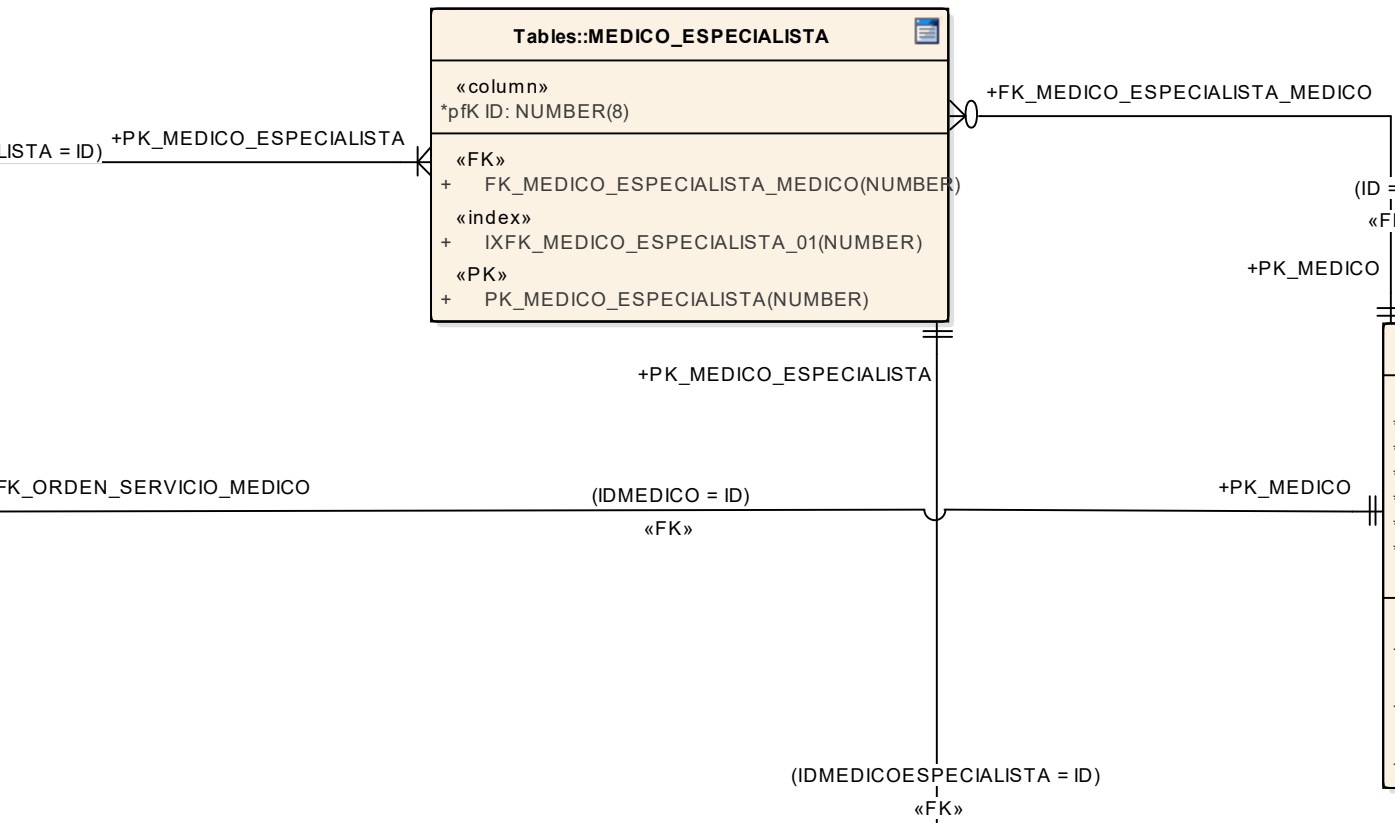 Tables::MEDICO_ESPECIALISTA
«column»
*pfK ID: NUMBER(8)
+FK_MEDICO_ESPECIALISTA_MEDICO
+PK_MEDICO_ESPECIALISTA
LISTA = ID)
«FK»
+ FK_MEDICO_ESPECIALISTA_MEDICO(NUMBER)
(ID =
«index»
+ IXFK_MEDICO_ESPECIALISTA_01(NUMBER)
«PK»
+ PK_MEDICO_ESPECIALISTA(NUMBER)
+PK_MEDICO
+PK_MEDICO_ESPECIALISTA
FK_ORDEN_SERVICIO_MEDICO
(IDMEDICO = ID)
«FK»
+PK_MEDICO
(IDMEDICOESPECIALISTA = ID)
«FK»